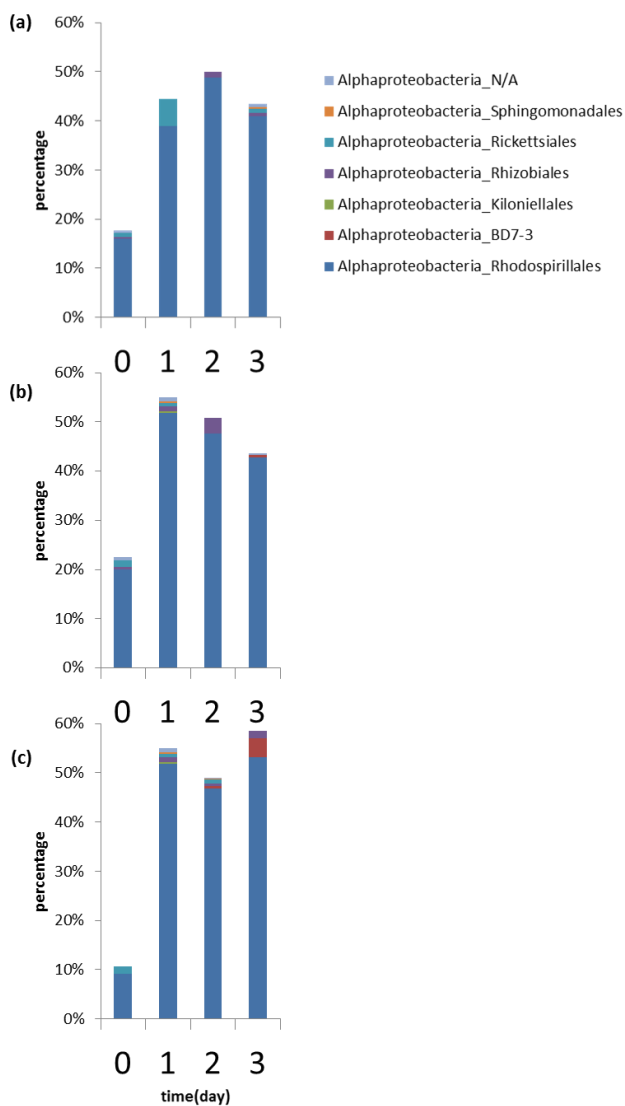 (a)
60%
50%
40%
30%
20%
10%
0%
percentage
0 1 2 3
Alphaproteobacteria_N/A
Alphaproteobacteria_Sphingomonadales
Alphaproteobacteria_Rickettsiales
Alphaproteobacteria_Rhizobiales
Alphaproteobacteria_Kiloniellales
Alphaproteobacteria_BD7-3
Alphaproteobacteria_Rhodospirillales
(b)
60%
50%
40%
30%
20%
10%
0%
percentage
0 1 2 3
(c)
60%
50%
40%
30%
20%
10%
0%
percentage
0 1 2 3
time(day)